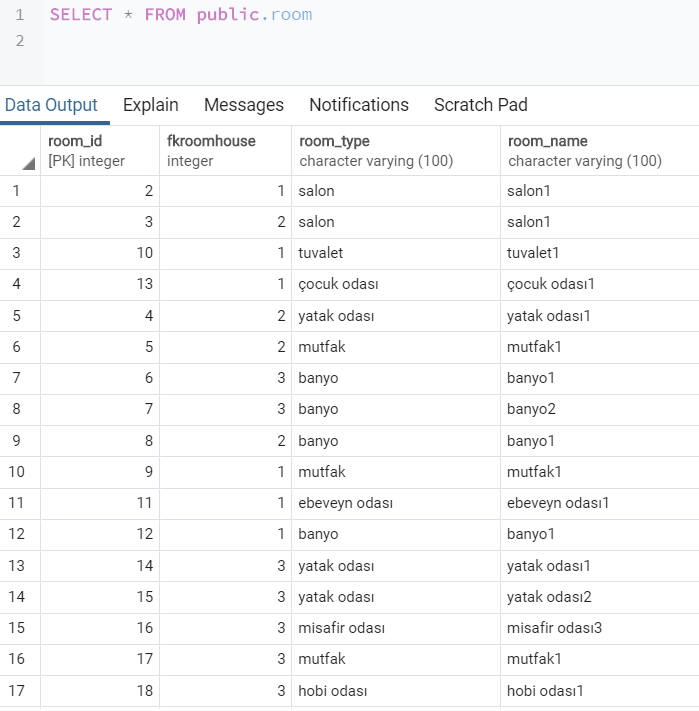 1 SELECT * FROM public.room
2
Data Output Explain Messages Notifications Scratch Pad
room_id fkroomhouse room_type room_name
[PK] integer integer character varying (100) character varying (100)
1 2 1 salon salon1
2 3 2 salon salon1
3 10 1 tuvalet tuvalet1
4 13 1 çocuk odası çocuk odası1
5 4 2 yatak odası yatak odası1
6 5 2 mutfak mutfak1
7 6 3 banyo banyo1
8 7 3 banyo banyo2
9 8 2 banyo banyo1
10 9 1 mutfak mutfak1
11 11 1 ebeveyn odası ebeveyn odası1
12 12 1 banyo banyo1
13 14 3 yatak odası yatak odası1
14 15 3 yatak odası yatak odası2
15 16 3 misafir odası misafir odası3
16 17 3 mutfak mutfak1
17 18 3 hobi odası hobi odası1